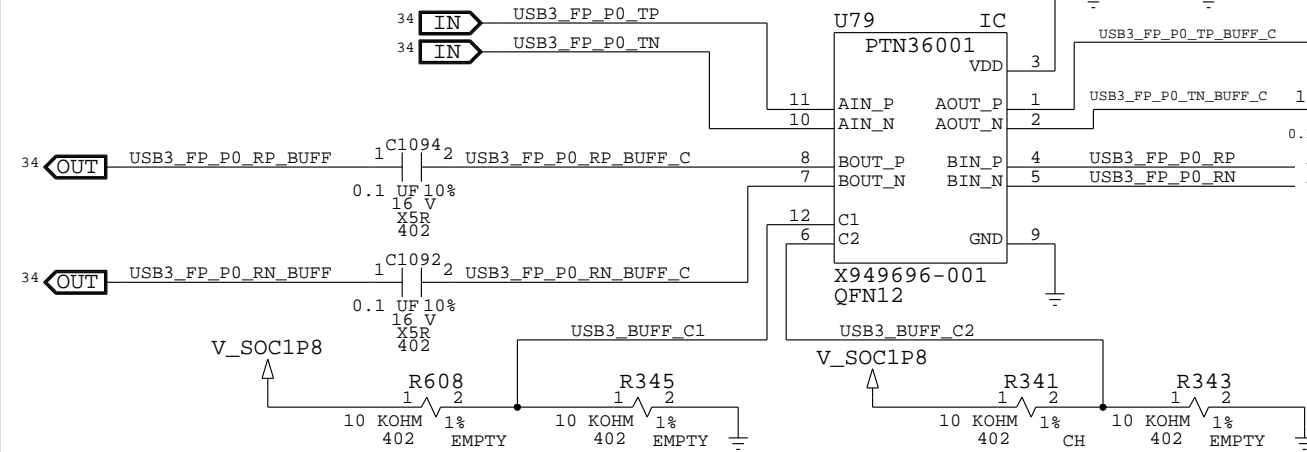 34 IN USB3_FP_P0_TP
34 IN USB3_FP_P0_TN
U79 IC
PTN36001
VDD 3
USB3_FP_P0_TP_BUFF_C
11 AIN_P AOUT_P 1
USB3_FP_P0_TN_BUFF_C 1
10 AIN_N AOUT_N 2
0.
34 OUT USB3_FP_P0_RP_BUFF 1 C1094 2 USB3_FP_P0_RP_BUFF_C 8 BOUT_P BIN_P 4 USB3_FP_P0_RP
7 BOUT_N BIN_N 5 USB3_FP_P0_RN
0.1 UF 10%
16 V
X5R
402
12 C1
6 C2 GND 9
34 OUT USB3_FP_P0_RN_BUFF 1 C1092 2 USB3_FP_P0_RN_BUFF_C
X949696-001
QFN12
0.1 UF 10%
16 V
X5R
402
USB3_BUFF_C1 USB3_BUFF_C2
V_SOC1P8 V_SOC1P8
R608 R345 R341 R343
1 2 1 2 1 2 1 2
10 KOHM 1% 10 KOHM 1% 10 KOHM 1% 10 KOHM 1%
402 EMPTY 402 EMPTY 402 CH 402 EMPTY